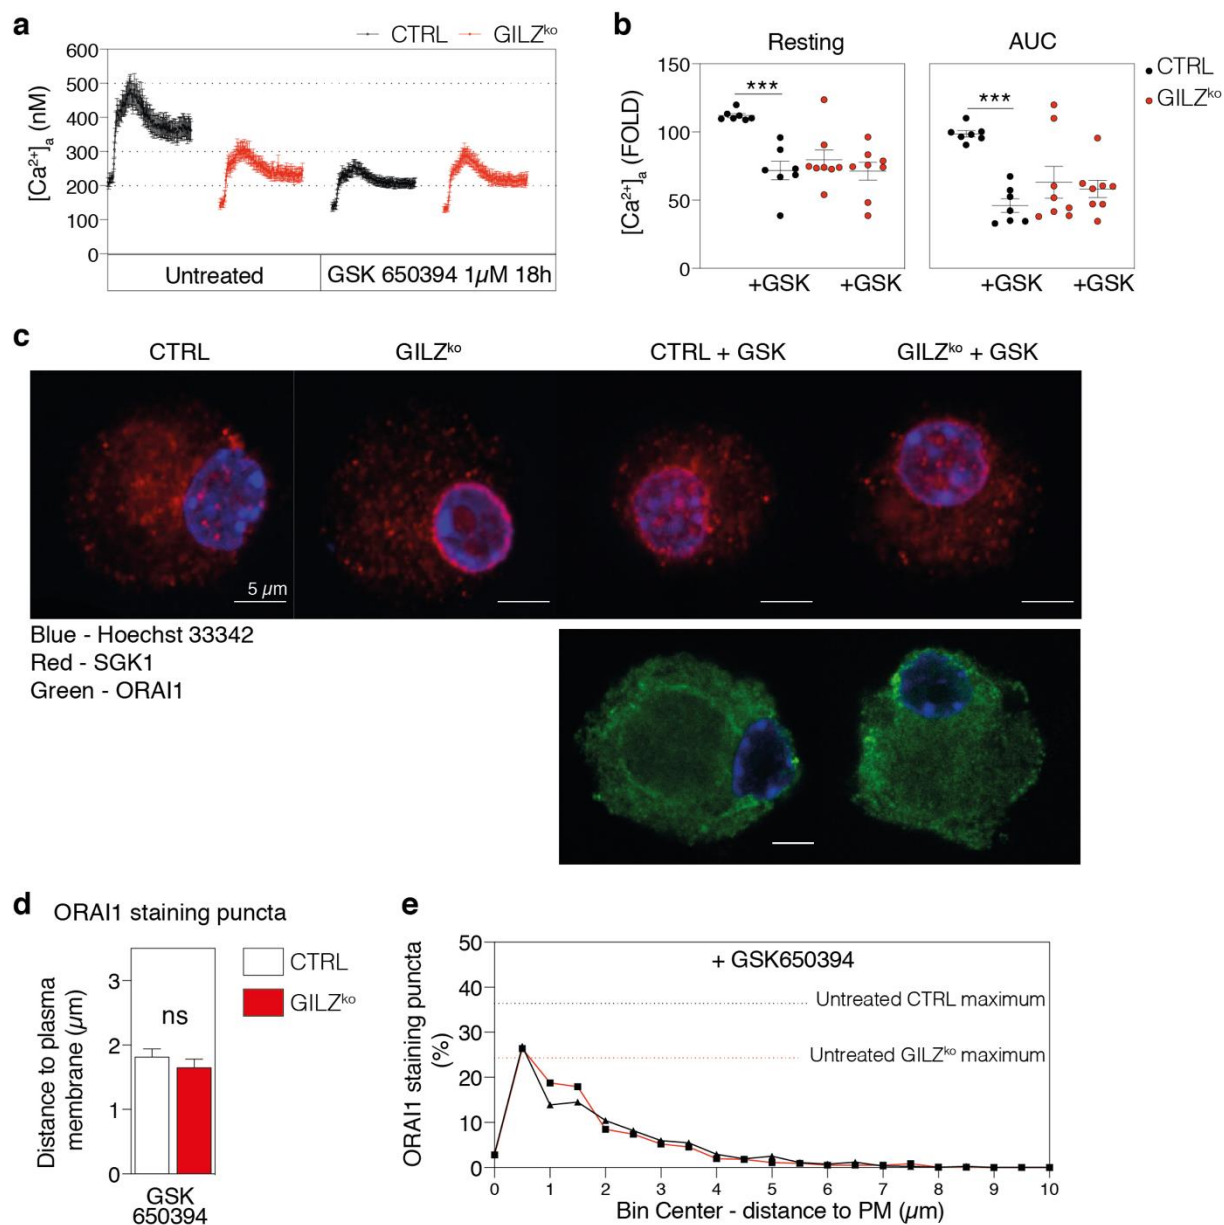 a
CTRL GILZᵏᵒ
600
500
400
300
200
100
0
[Ca²⁺]ₐ (nM)
Untreated
GSK 650394 1µM 18h
b
Resting
AUC
CTRL
GILZᵏᵒ
150
100
50
0
[Ca²⁺]ₐ (FOLD)
***
***
+GSK +GSK +GSK +GSK
c
CTRL GILZᵏᵒ CTRL + GSK GILZᵏᵒ + GSK
5 µm
Blue - Hoechst 33342
Red - SGK1
Green - ORAI1
d
ORAI1 staining puncta
CTRL
GILZᵏᵒ
3
2
1
0
Distance to plasma
membrane (µm)
ns
GSK
650394
e
+ GSK650394
50
40
30
20
10
0
ORAI1 staining puncta
(%)
Untreated CTRL maximum
Untreated GILZᵏᵒ maximum
0 1 2 3 4 5 6 7 8 9 10
Bin Center - distance to PM (µm)